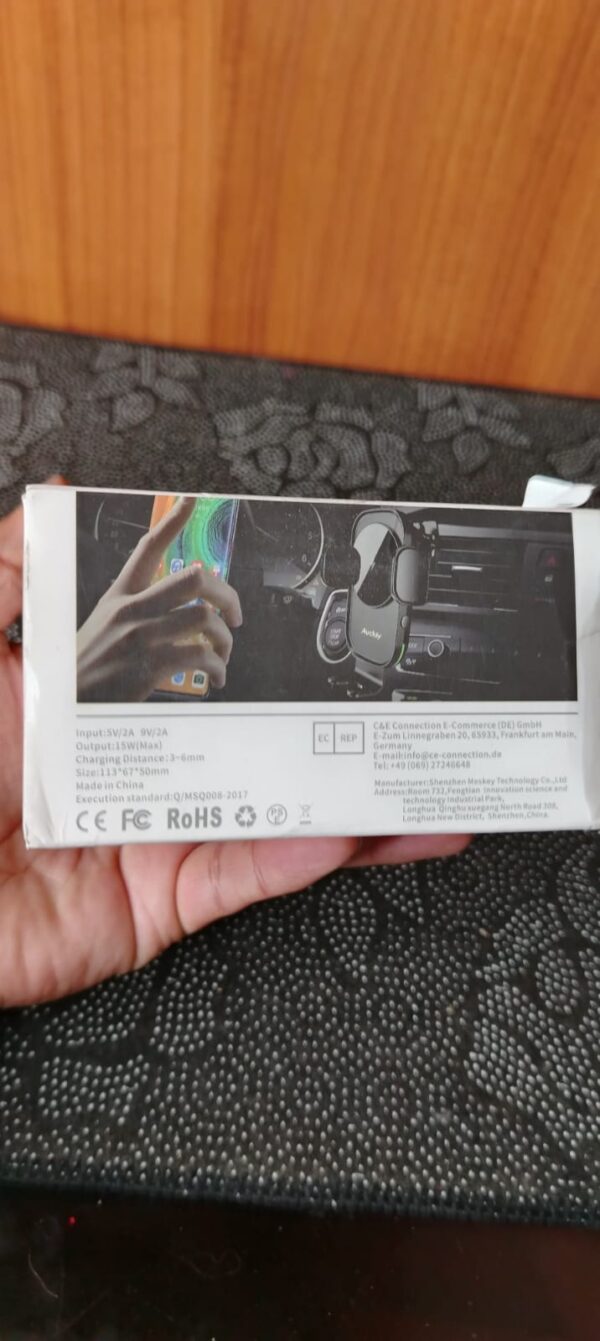 Auckly
START
Input:5V/2A 9V/2A
Output:15W(Max)
Charging Distance:3~6mm
Size:113*67*50mm
Made in China
Execution standard:Q/MSQ008-2017
CE FC RoHS
EC REP
C&E Connection E-Commerce (DE) GmbH
E-Zum Linnegraben 20, 65933, Frankfurt am Main,
Germany
E-mail:info@ce-connection.de
Tel:+49 (069) 27246648
Manufacturer:Shenzhen Moskey Technology Co.,Ltd
Address:Room 732,Fengtian innovation science and
technology industrial Park,
Longhua Qinghuxuegang North Road 308,
Longhua New District, Shenzhen,China.